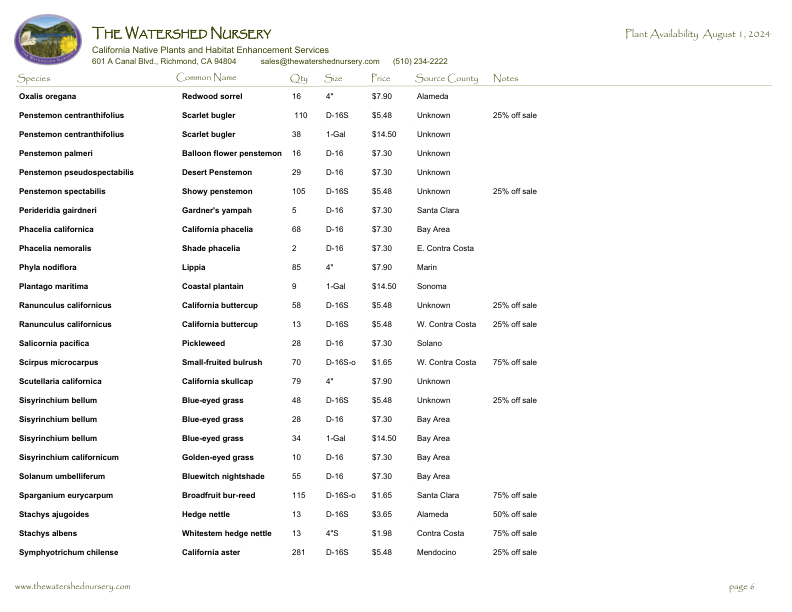 The Watershed Nursery
Plant Availability August 1, 2024
California Native Plants and Habitat Enhancement Services
601 A Canal Blvd., Richmond, CA 94804 sales@thewatershednursery.com (510) 234-2222
Species Common Name Qty Size Price Source County Notes
Oxalis oregana Redwood sorrel 16 4" $7.90 Alameda
Penstemon centranthifolius Scarlet bugler 110 D-16S $5.48 Unknown 25% off sale
Penstemon centranthifolius Scarlet bugler 38 1-Gal $14.50 Unknown
Penstemon palmeri Balloon flower penstemon 16 D-16 $7.30 Unknown
Penstemon pseudospectabilis Desert Penstemon 29 D-16 $7.30 Unknown
Penstemon spectabilis Showy penstemon 105 D-16S $5.48 Unknown 25% off sale
Perideridia gairdneri Gardner's yampah 5 D-16 $7.30 Santa Clara
Phacelia californica California phacelia 68 D-16 $7.30 Bay Area
Phacelia nemoralis Shade phacelia 2 D-16 $7.30 E. Contra Costa
Phyla nodiflora Lippia 85 4" $7.90 Marin
Plantago maritima Coastal plantain 9 1-Gal $14.50 Sonoma
Ranunculus californicus California buttercup 58 D-16S $5.48 Unknown 25% off sale
Ranunculus californicus California buttercup 13 D-16S $5.48 W. Contra Costa 25% off sale
Salicornia pacifica Pickleweed 28 D-16 $7.30 Solano
Scirpus microcarpus Small-fruited bulrush 70 D-16S-o $1.65 W. Contra Costa 75% off sale
Scutellaria californica California skullcap 79 4" $7.90 Unknown
Sisyrinchium bellum Blue-eyed grass 48 D-16S $5.48 Unknown 25% off sale
Sisyrinchium bellum Blue-eyed grass 28 D-16 $7.30 Bay Area
Sisyrinchium bellum Blue-eyed grass 34 1-Gal $14.50 Bay Area
Sisyrinchium californicum Golden-eyed grass 10 D-16 $7.30 Bay Area
Solanum umbelliferum Bluewitch nightshade 55 D-16 $7.30 Bay Area
Sparganium eurycarpum Broadfruit bur-reed 115 D-16S-o $1.65 Santa Clara 75% off sale
Stachys ajugoides Hedge nettle 13 D-16S $3.65 Alameda 50% off sale
Stachys albens Whitestem hedge nettle 13 4"S $1.98 Contra Costa 75% off sale
Symphyotrichum chilense California aster 281 D-16S $5.48 Mendocino 25% off sale
www.thewatershednursery.com page 6